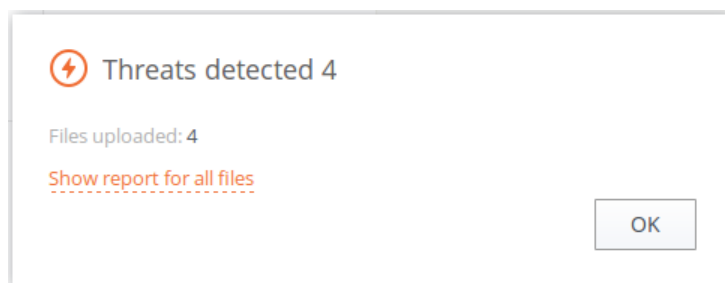 Threats detected 4
Files uploaded: 4
Show report for all files
OK